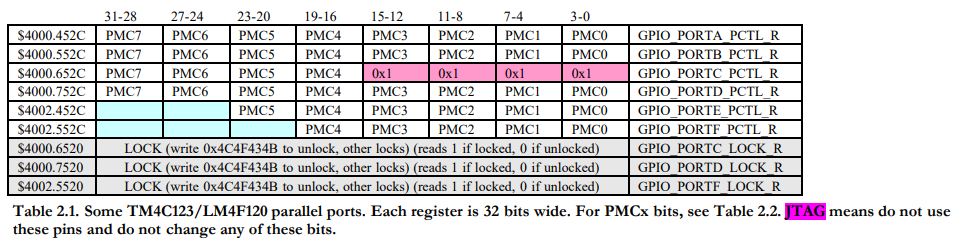 31-28 27-24 23-20 19-16 15-12 11-8 7-4 3-0
$4000.452C PMC7 PMC6 PMC5 PMC4 PMC3 PMC2 PMC1 PMC0 GPIO_PORTA_PCTL_R
$4000.552C PMC7 PMC6 PMC5 PMC4 PMC3 PMC2 PMC1 PMC0 GPIO_PORTB_PCTL_R
$4000.652C PMC7 PMC6 PMC5 PMC4 0x1 0x1 0x1 0x1 GPIO_PORTC_PCTL_R
$4000.752C PMC7 PMC6 PMC5 PMC4 PMC3 PMC2 PMC1 PMC0 GPIO_PORTD_PCTL_R
$4002.452C PMC5 PMC4 PMC3 PMC2 PMC1 PMC0 GPIO_PORTE_PCTL_R
$4002.552C PMC4 PMC3 PMC2 PMC1 PMC0 GPIO_PORTF_PCTL_R
$4000.6520 LOCK (write 0x4C4F434B to unlock, other locks) (reads 1 if locked, 0 if unlocked) GPIO_PORTC_LOCK_R
$4000.7520 LOCK (write 0x4C4F434B to unlock, other locks) (reads 1 if locked, 0 if unlocked) GPIO_PORTD_LOCK_R
$4002.5520 LOCK (write 0x4C4F434B to unlock, other locks) (reads 1 if locked, 0 if unlocked) GPIO_PORTF_LOCK_R
Table 2.1. Some TM4C123/LM4F120 parallel ports. Each register is 32 bits wide. For PMCx bits, see Table 2.2. JTAG means do not use
these pins and do not change any of these bits.